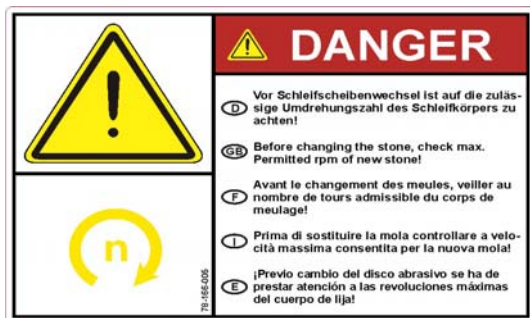 DANGER
D Vor Schleifscheibenwechsel ist auf die zuläs-
sige Umdrehungszahl des Schleifkörpers zu
achten!
GB Before changing the stone, check max.
Permitted rpm of new stone!
F Avant le changement des meules, veiller au
nombre de tours admissible du corps de
meulage!
I Prima di sostituire la mola controllare a velo-
cità massima consentita per la nuova mola!
E ¡Previo cambio del disco abrasivo se ha de
prestar atención a las revoluciones máximas
del cuerpo de lija!
n
78-166-005